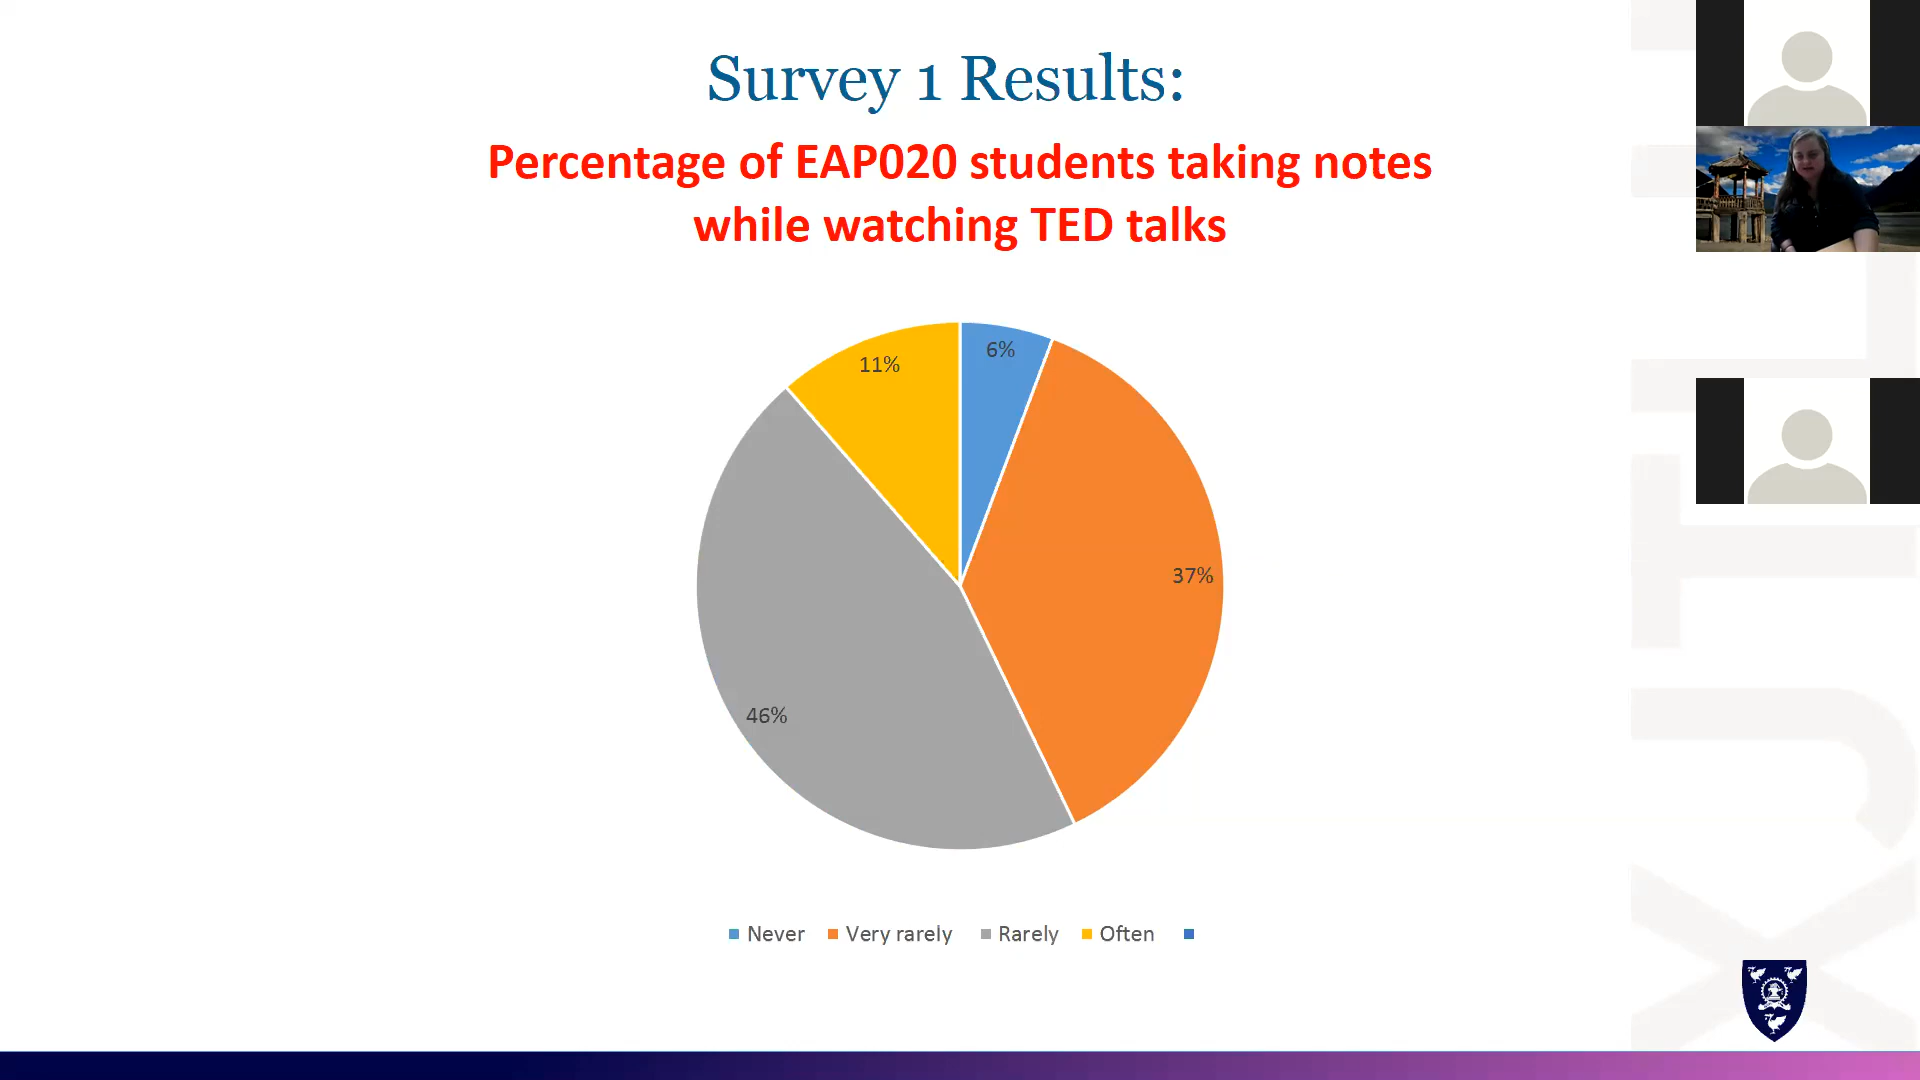 Survey 1 Results:
Percentage of EAP020 students taking notes
while watching TED talks
6%
11%
37%
46%
Never Very rarely Rarely Often
XJTLU